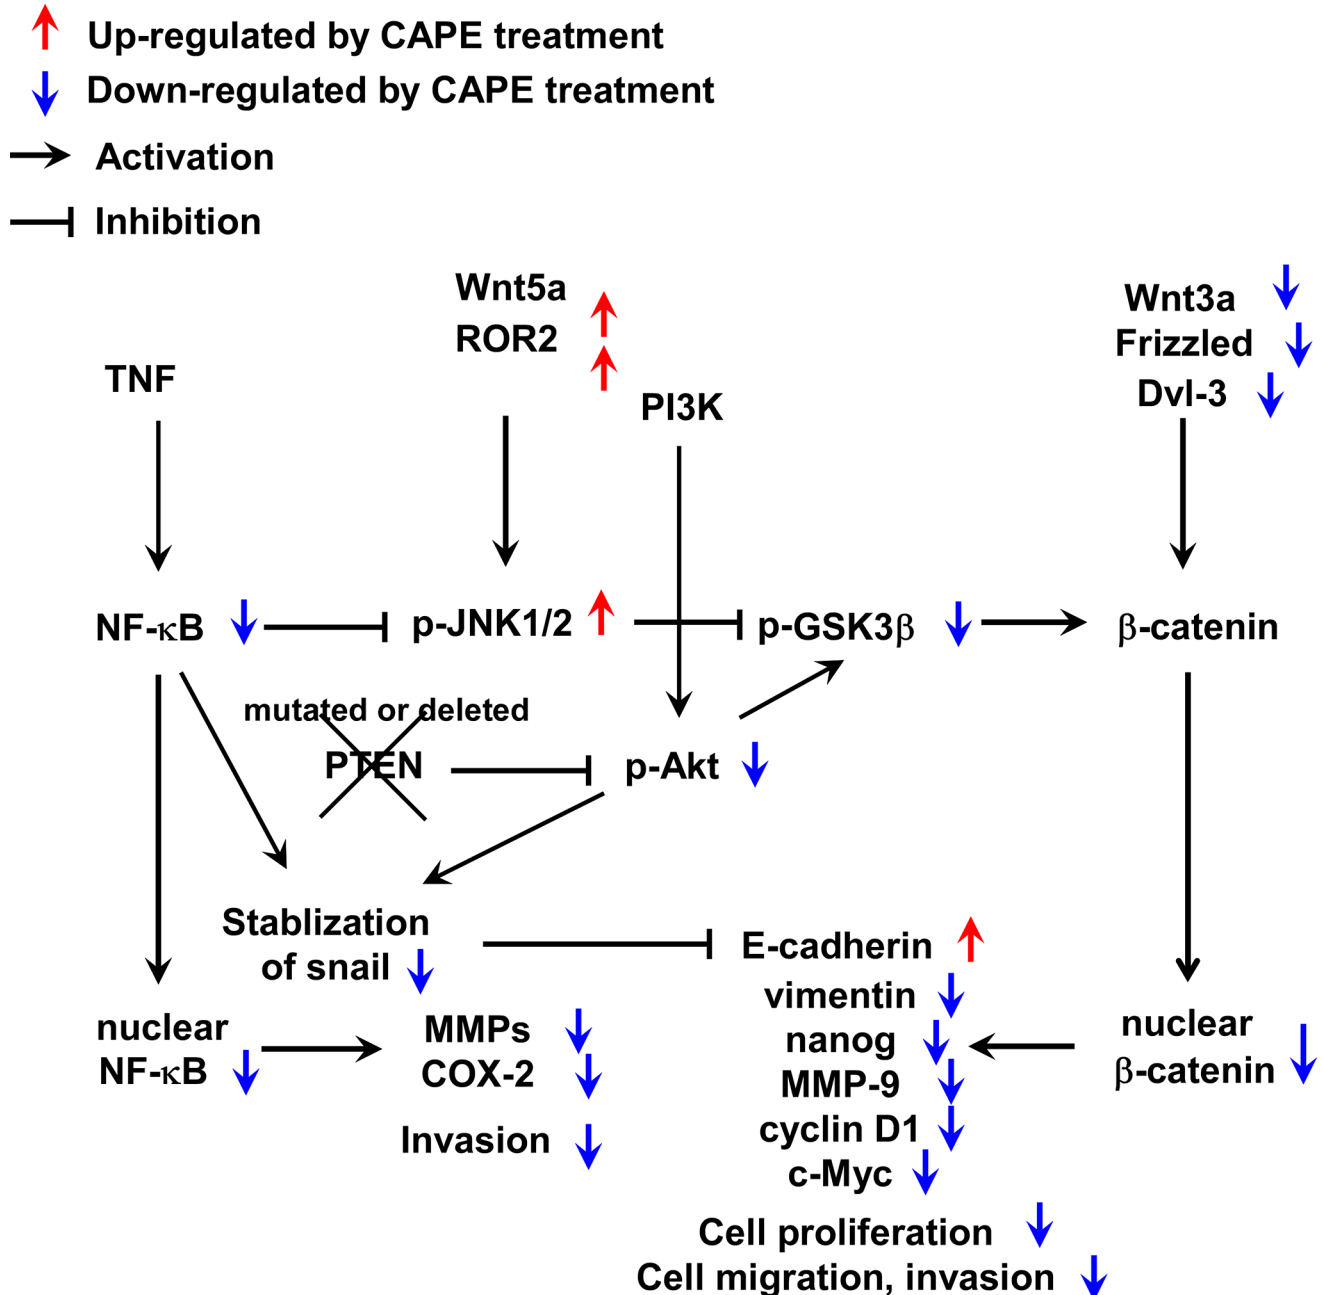 Up-regulated by CAPE treatment
Down-regulated by CAPE treatment
Activation
Inhibition
Wnt5a
ROR2
Wnt3a
Frizzled
Dvl-3
TNF
PI3K
NF-κB
p-JNK1/2
p-GSK3β
β-catenin
mutated or deleted
PTEN
p-Akt
Stablization
of snail
E-cadherin
vimentin
nanog
MMP-9
cyclin D1
c-Myc
nuclear
NF-κB
MMPs
COX-2
Invasion
nuclear
β-catenin
Cell proliferation
Cell migration, invasion